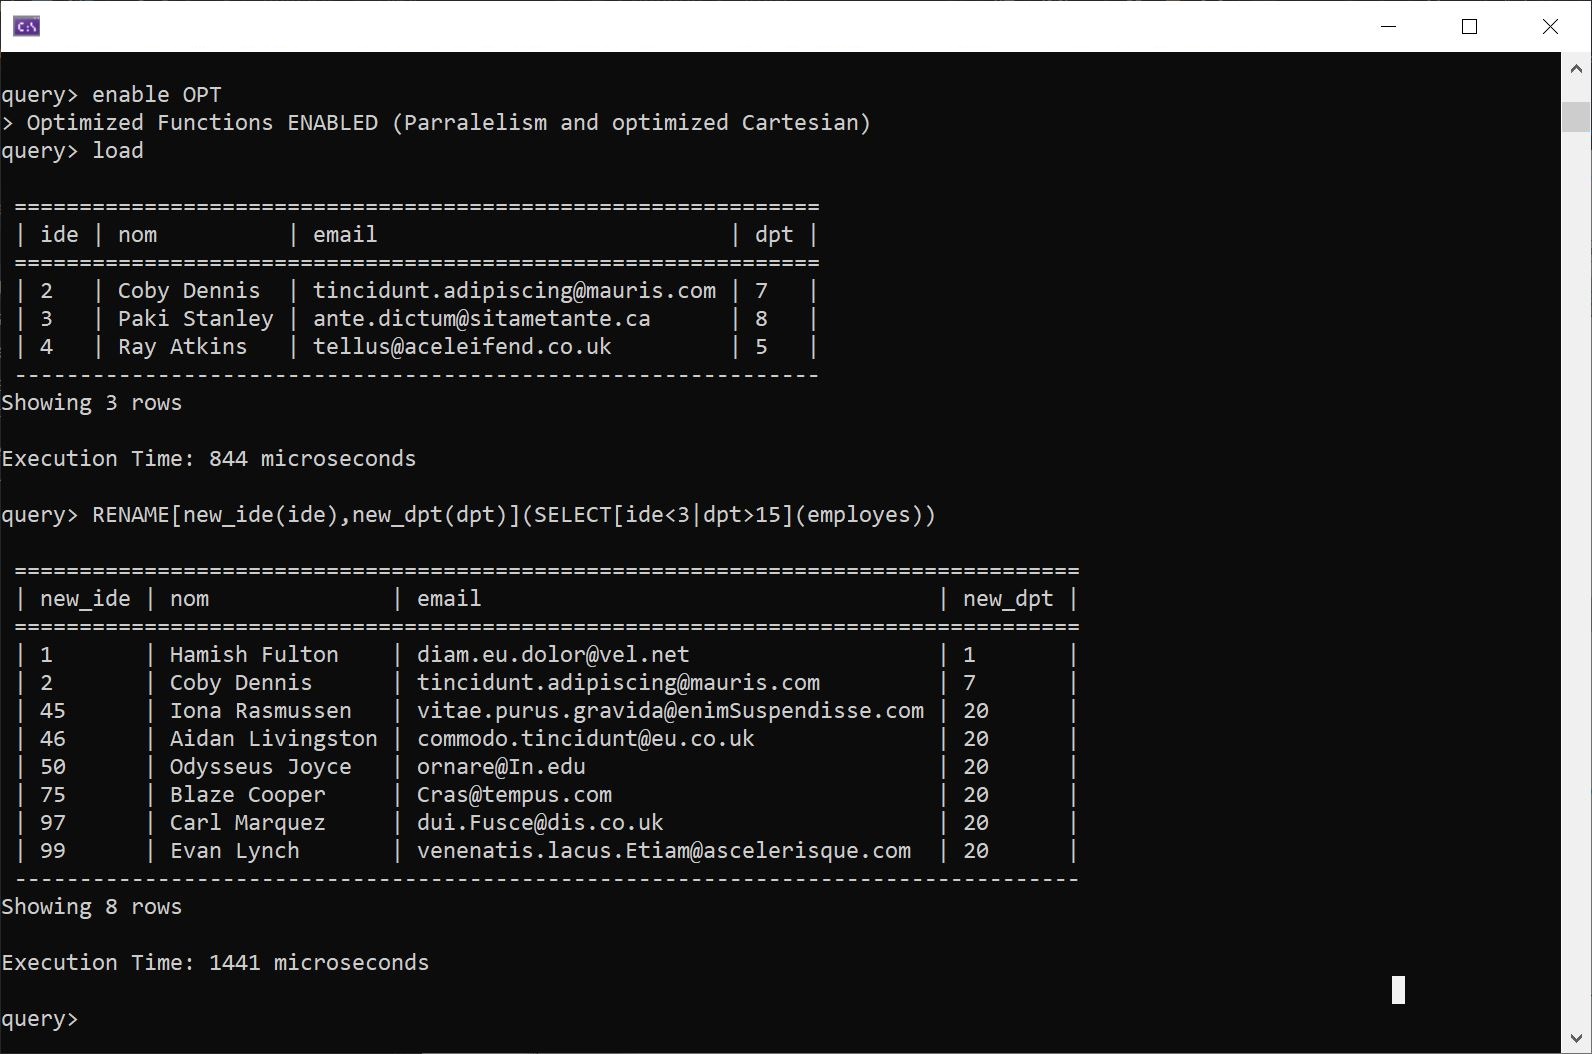 C:\
query> enable OPT
> Optimized Functions ENABLED (Parralelism and optimized Cartesian)
query> load
==============================================================
| ide | nom          | email                           | dpt |
==============================================================
| 2   | Coby Dennis  | tincidunt.adipiscing@mauris.com | 7   |
| 3   | Paki Stanley | ante.dictum@sitametante.ca      | 8   |
| 4   | Ray Atkins   | tellus@aceleifend.co.uk         | 5   |
--------------------------------------------------------------
Showing 3 rows
Execution Time: 844 microseconds
query> RENAME[new_ide(ide),new_dpt(dpt)](SELECT[ide<3|dpt>15](employes))
==================================================================================
| new_ide | nom              | email                                   | new_dpt |
==================================================================================
| 1       | Hamish Fulton    | diam.eu.dolor@vel.net                   | 1       |
| 2       | Coby Dennis      | tincidunt.adipiscing@mauris.com         | 7       |
| 45      | Iona Rasmussen   | vitae.purus.gravida@enimSuspendisse.com | 20      |
| 46      | Aidan Livingston | commodo.tincidunt@eu.co.uk              | 20      |
| 50      | Odysseus Joyce   | ornare@In.edu                           | 20      |
| 75      | Blaze Cooper     | Cras@tempus.com                         | 20      |
| 97      | Carl Marquez     | dui.Fusce@dis.co.uk                     | 20      |
| 99      | Evan Lynch       | venenatis.lacus.Etiam@ascelerisque.com  | 20      |
----------------------------------------------------------------------------------
Showing 8 rows
Execution Time: 1441 microseconds
query>